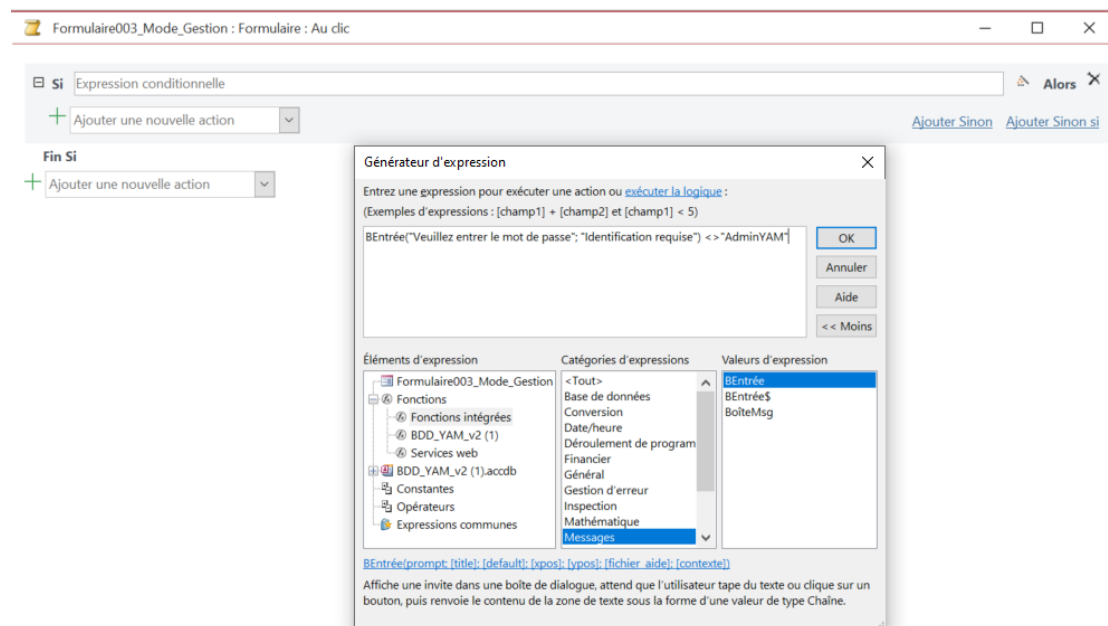 Formulaire003_Mode_Gestion : Formulaire : Au clic
Si Expression conditionnelle Alors
Ajouter une nouvelle action Ajouter Sinon Ajouter Sinon si
Fin Si
Ajouter une nouvelle action
Générateur d'expression
Entrez une expression pour exécuter une action ou exécuter la logique :
(Exemples d'expressions : [champ1] + [champ2] et [champ1] < 5)
BEntrée("Veuillez entrer le mot de passe"; "Identification requise") <>"AdminYAM"
OK
Annuler
Aide
<< Moins
Éléments d'expression
Formulaire003_Mode_Gestion
Fonctions
Fonctions intégrées
BDD_YAM_v2 (1)
Services web
BDD_YAM_v2 (1).accdb
Constantes
Opérateurs
Expressions communes
Catégories d'expressions
<Tout>
Base de données
Conversion
Date/heure
Déroulement de program
Financier
Général
Gestion d'erreur
Inspection
Mathématique
Messages
Valeurs d'expression
BEntrée
BEntrée$
BoîteMsg
BEntrée(prompt; [title]; [default]; [xpos]; [ypos]; [fichier_aide]; [contexte])
Affiche une invite dans une boîte de dialogue, attend que l'utilisateur tape du texte ou clique sur un
bouton, puis renvoie le contenu de la zone de texte sous la forme d'une valeur de type Chaîne.